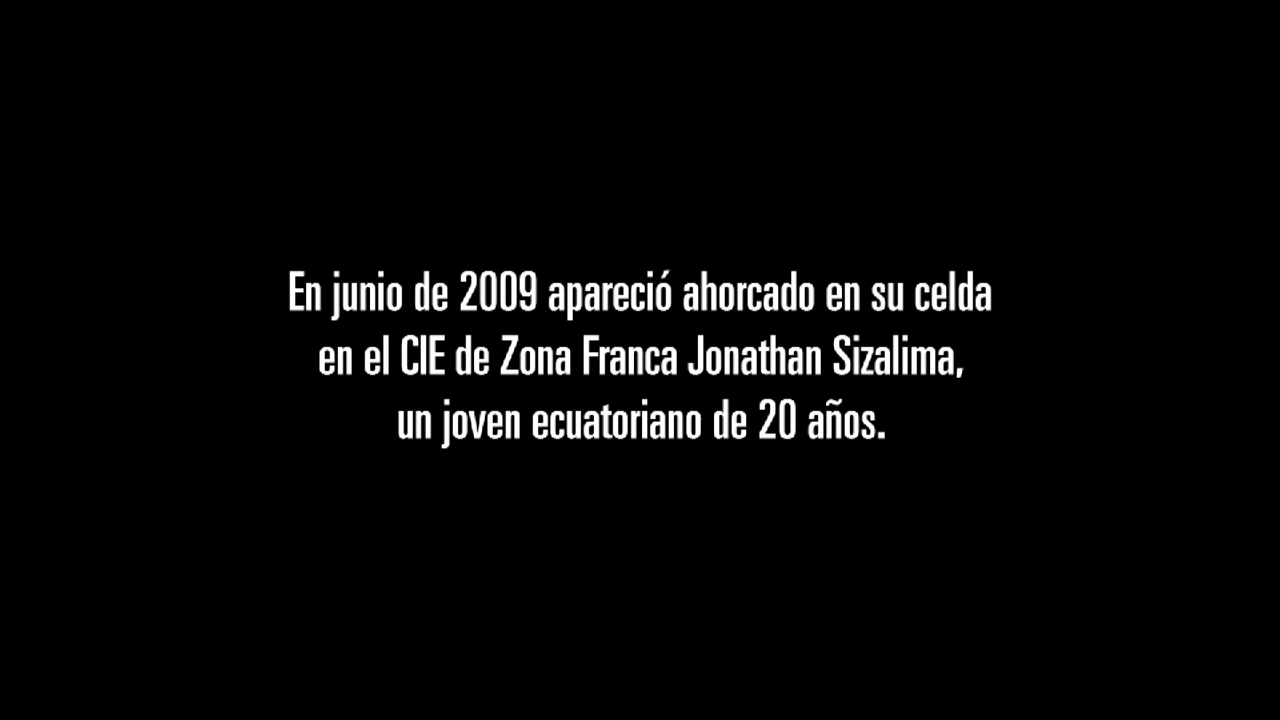 En junio de 2009 apareció ahorcado en su celda
en el CIE de Zona Franca Jonathan Sizalima,
un joven ecuatoriano de 20 años.